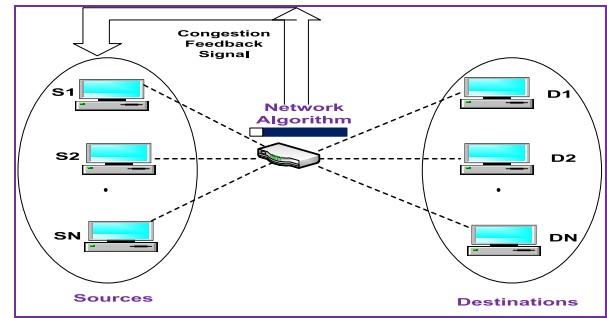 Congestion
Feedback
Signal
S1
Network
Algorithm
D1
S2
D2
.
.
SN
DN
Sources
Destinations